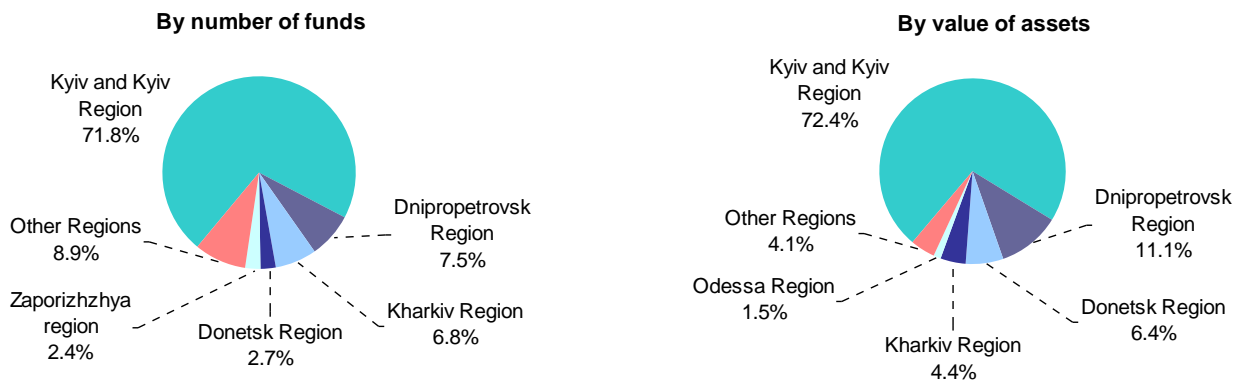 By number of funds
Kyiv and Kyiv
Region
71.8%
Dnipropetrovsk
Region
7.5%
Kharkiv Region
6.8%
Donetsk Region
2.7%
Zaporizhzhya
region
2.4%
Other Regions
8.9%
By value of assets
Kyiv and Kyiv
Region
72.4%
Dnipropetrovsk
Region
11.1%
Donetsk Region
6.4%
Kharkiv Region
4.4%
Odessa Region
1.5%
Other Regions
4.1%